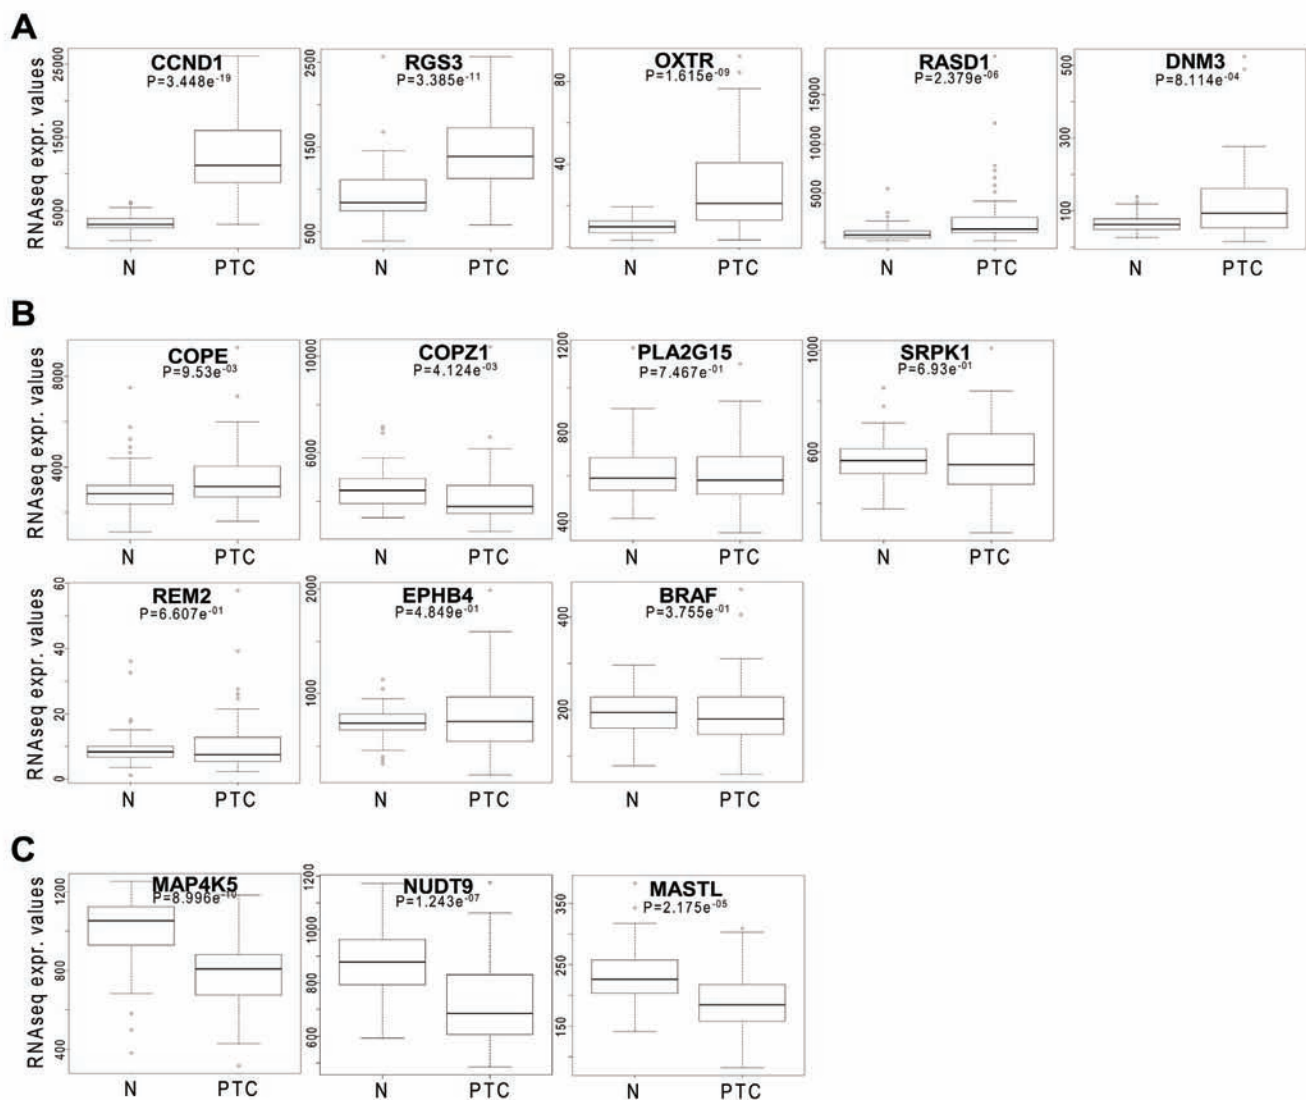 A
CCND1
P=3.448e-19
RGS3
P=3.385e-11
OXTR
P=1.615e-09
RASD1
P=2.379e-06
DNM3
P=8.114e-04
RNAseq expr. values
5000
15000
25000
500
1500
2500
40
80
5000
10000
15000
100
300
500
N PTC
N PTC
N PTC
N PTC
N PTC
B
COPE
P=9.53e-03
COPZ1
P=4.124e-03
PLA2G15
P=7.467e-01
SRPK1
P=6.93e-01
RNAseq expr. values
4000
8000
6000
10000
400
800
1200
600
1000
N PTC
N PTC
N PTC
N PTC
REM2
P=6.607e-01
EPHB4
P=4.849e-01
BRAF
P=3.755e-01
RNAseq expr. values
0
20
40
60
1000
2000
200
400
N PTC
N PTC
N PTC
C
MAP4K5
P=8.996e-10
NUDT9
P=1.243e-07
MASTL
P=2.175e-05
RNAseq expr. values
400
800
1200
600
800
1000
1200
150
250
350
N PTC
N PTC
N PTC